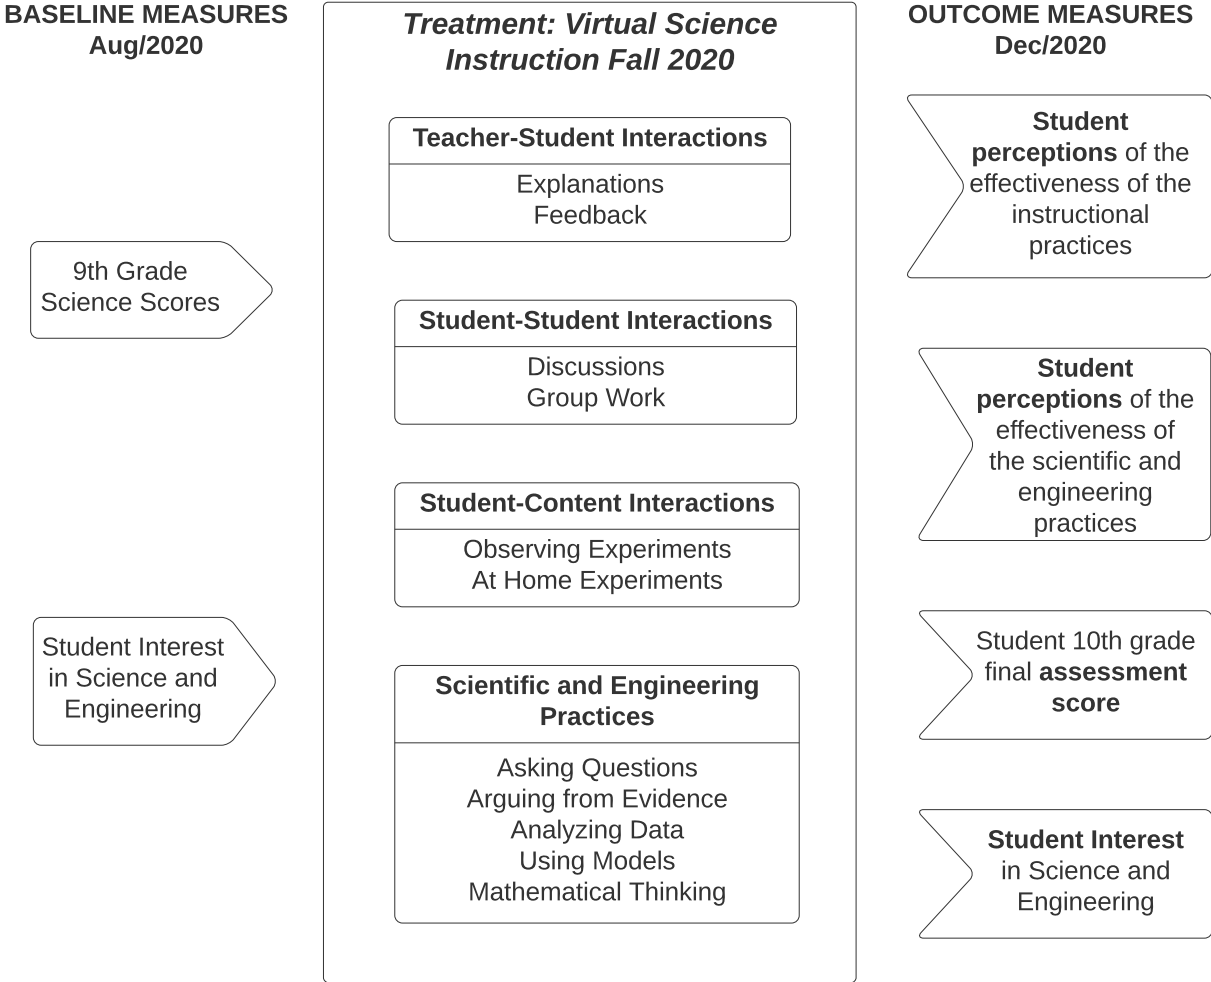 BASELINE MEASURES
Aug/2020
9th Grade
Science Scores
Student Interest
in Science and
Engineering
Treatment: Virtual Science
Instruction Fall 2020
Teacher-Student Interactions
Explanations
Feedback
Student-Student Interactions
Discussions
Group Work
Student-Content Interactions
Observing Experiments
At Home Experiments
Scientific and Engineering
Practices
Asking Questions
Arguing from Evidence
Analyzing Data
Using Models
Mathematical Thinking
OUTCOME MEASURES
Dec/2020
Student
perceptions of the
effectiveness of the
instructional
practices
Student
perceptions of the
effectiveness of
the scientific and
engineering
practices
Student 10th grade
final assessment
score
Student Interest
in Science and
Engineering